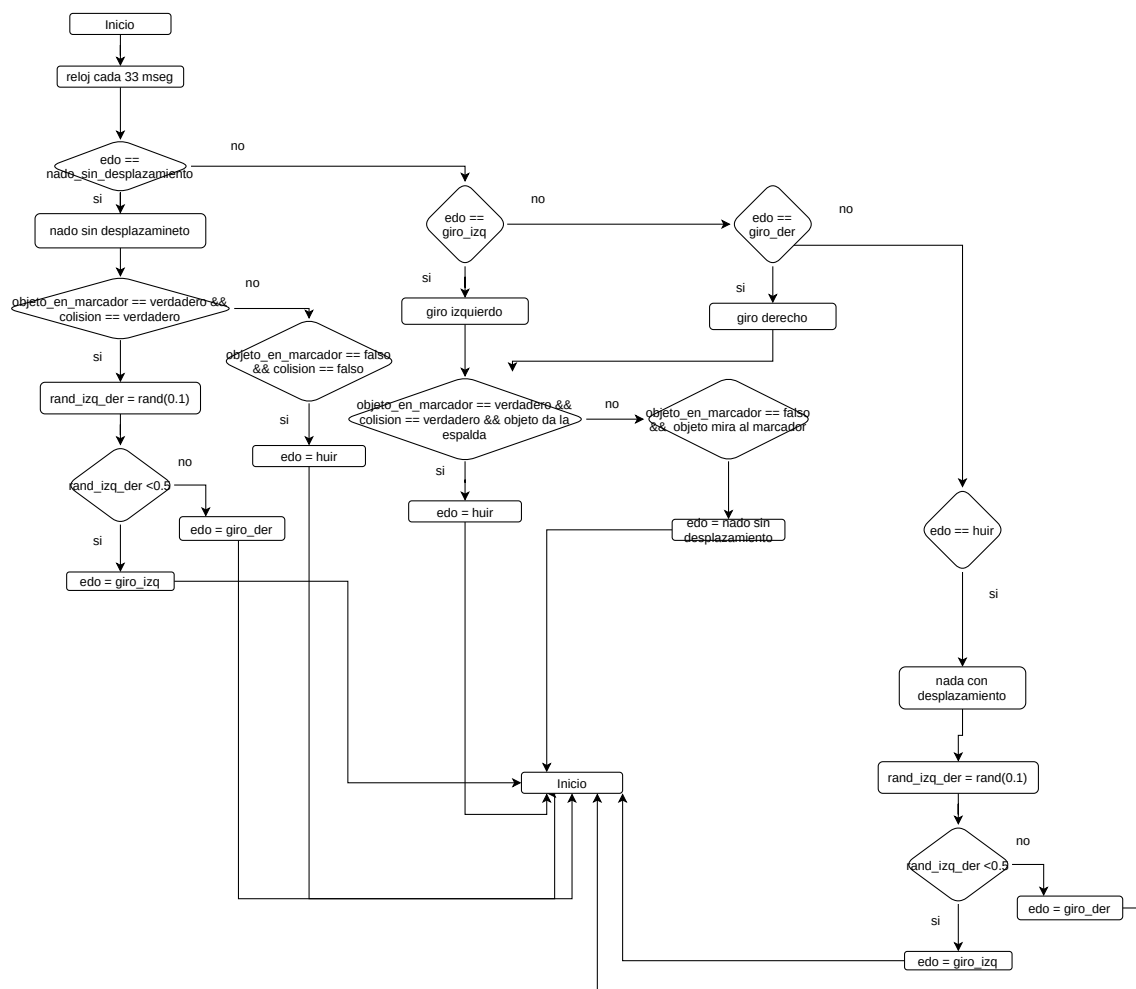 Inicio
reloj cada 33 mseg
no
edo ==
nado_sin_desplazamiento
si
nado sin desplazamineto
no
edo ==
giro_izq
no
edo ==
giro_der
no
objeto_en_marcador == verdadero &&
colision == verdadero
si
giro izquierdo
si
giro derecho
si
objeto_en_marcador == falso
&& colision == falso
rand_izq_der = rand(0.1)
si
edo = huir
objeto_en_marcador == verdadero &&
colision == verdadero && objeto da la
espalda
no
objeto_en_marcador == falso
&& objeto mira al marcador
si
edo = huir
edo = nado sin
desplazamiento
rand_izq_der <0.5
no
edo = giro_der
si
edo = giro_izq
edo == huir
si
nada con
desplazamiento
Inicio
rand_izq_der = rand(0.1)
rand_izq_der <0.5
no
edo = giro_der
si
edo = giro_izq